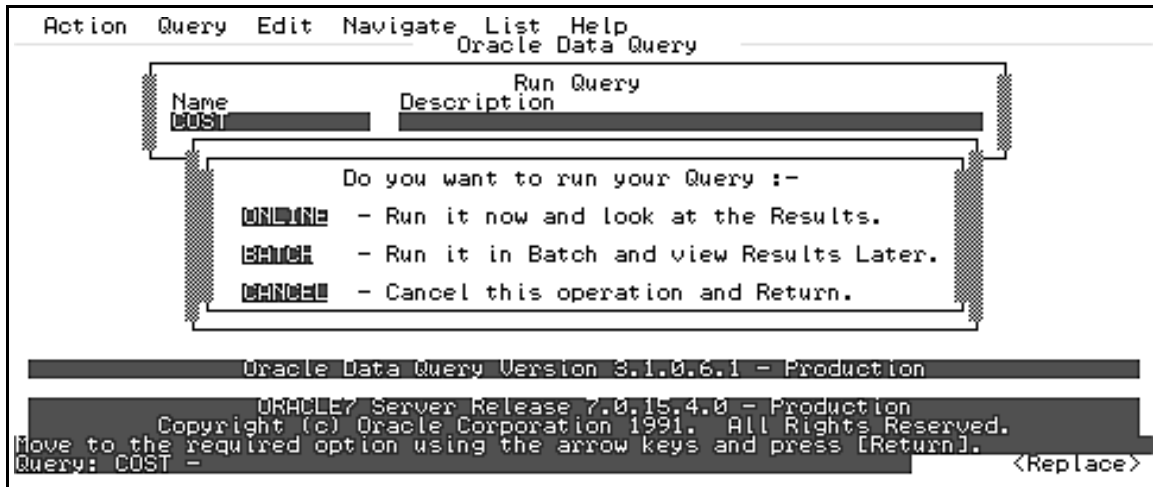 Action Query Edit Navigate List Help
Oracle Data Query
Run Query
Name Description
COST
Do you want to run your Query :-
ONLINE - Run it now and look at the Results.
BATCH - Run it in Batch and view Results Later.
CANCEL - Cancel this operation and Return.
Oracle Data Query Version 3.1.0.6.1 - Production
ORACLE7 Server Release 7.0.15.4.0 - Production
Copyright (c) Oracle Corporation 1991. All Rights Reserved.
Move to the required option using the arrow keys and press [Return].
Query: COST - <Replace>